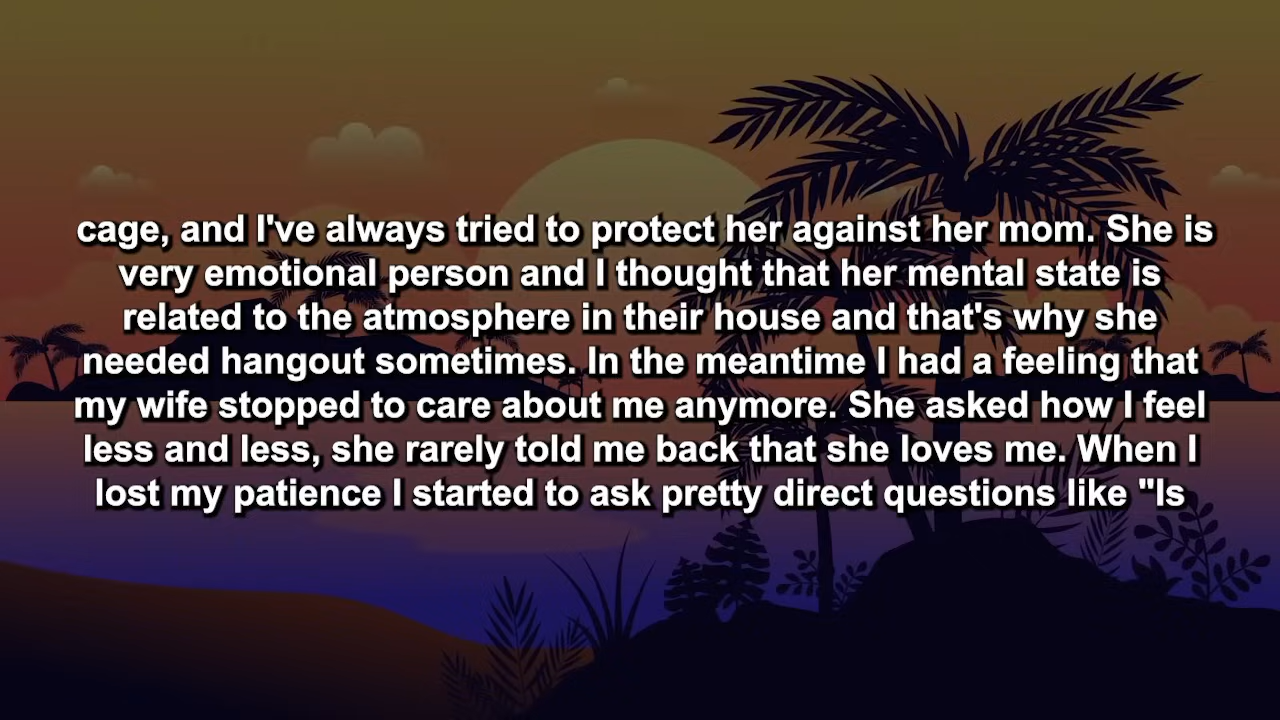 cage, and I've always tried to protect her against her mom. She is
very emotional person and I thought that her mental state is
related to the atmosphere in their house and that's why she
needed hangout sometimes. In the meantime I had a feeling that
my wife stopped to care about me anymore. She asked how I feel
less and less, she rarely told me back that she loves me. When I
lost my patience I started to ask pretty direct questions like "Is